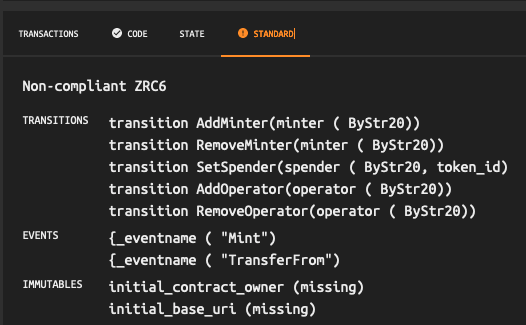 TRANSACTIONS CODE STATE STANDARD
Non-compliant ZRC6
TRANSITIONS transition AddMinter(minter ( ByStr20))
transition RemoveMinter(minter ( ByStr20))
transition SetSpender(spender ( ByStr20, token_id)
transition AddOperator(operator ( ByStr20))
transition RemoveOperator(operator ( ByStr20))
EVENTS {_eventname ( "Mint")
{_eventname ( "TransferFrom")
IMMUTABLES initial_contract_owner (missing)
initial_base_uri (missing)